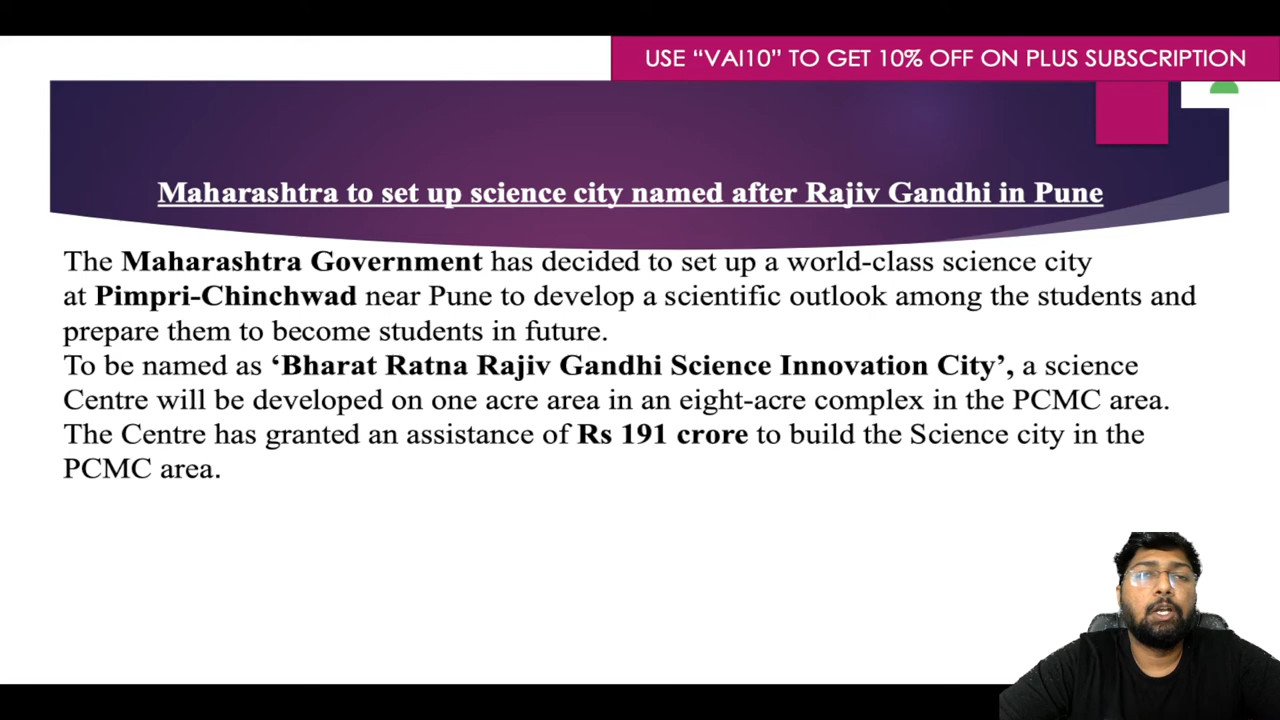 USE “VAI10” TO GET 10% OFF ON PLUS SUBSCRIPTION
Maharashtra to set up science city named after Rajiv Gandhi in Pune
The Maharashtra Government has decided to set up a world-class science city
at Pimpri-Chinchwad near Pune to develop a scientific outlook among the students and
prepare them to become students in future.
To be named as ‘Bharat Ratna Rajiv Gandhi Science Innovation City’, a science
Centre will be developed on one acre area in an eight-acre complex in the PCMC area.
The Centre has granted an assistance of Rs 191 crore to build the Science city in the
PCMC area.